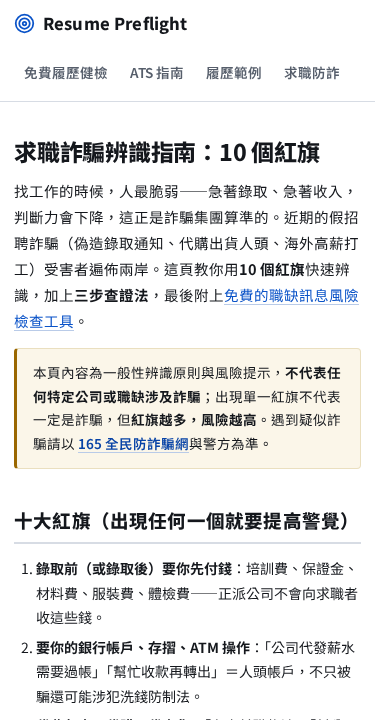 Resume Preflight
免費履歷健檢 ATS 指南 履歷範例 求職防詐
求職詐騙辨識指南：10 個紅旗
找工作的時候，人最脆弱──急著錄取、急著收入，
判斷力會下降，這正是詐騙集團算準的。近期的假招
聘詐騙（偽造錄取通知、代購出貨人頭、海外高薪打
工）受害者遍佈兩岸。這頁教你用10 個紅旗快速辨
識，加上三步查證法，最後附上免費的職缺訊息風險
檢查工具。
本頁內容為一般性辨識原則與風險提示，不代表任
何特定公司或職缺涉及詐騙；出現單一紅旗不代表
一定是詐騙，但紅旗越多，風險越高。遇到疑似詐
騙請以 165 全民防詐騙網與警方為準。
十大紅旗（出現任何一個就要提高警覺）
1. 錄取前（或錄取後）要你先付錢：培訓費、保證金、
材料費、服裝費、體檢費──正派公司不會向求職者
收這些錢。
2. 要你的銀行帳戶、存摺、ATM 操作：「公司代發薪水
需要過帳」「幫忙收款再轉出」＝人頭帳戶，不只被
騙還可能涉犯洗錢防制法。